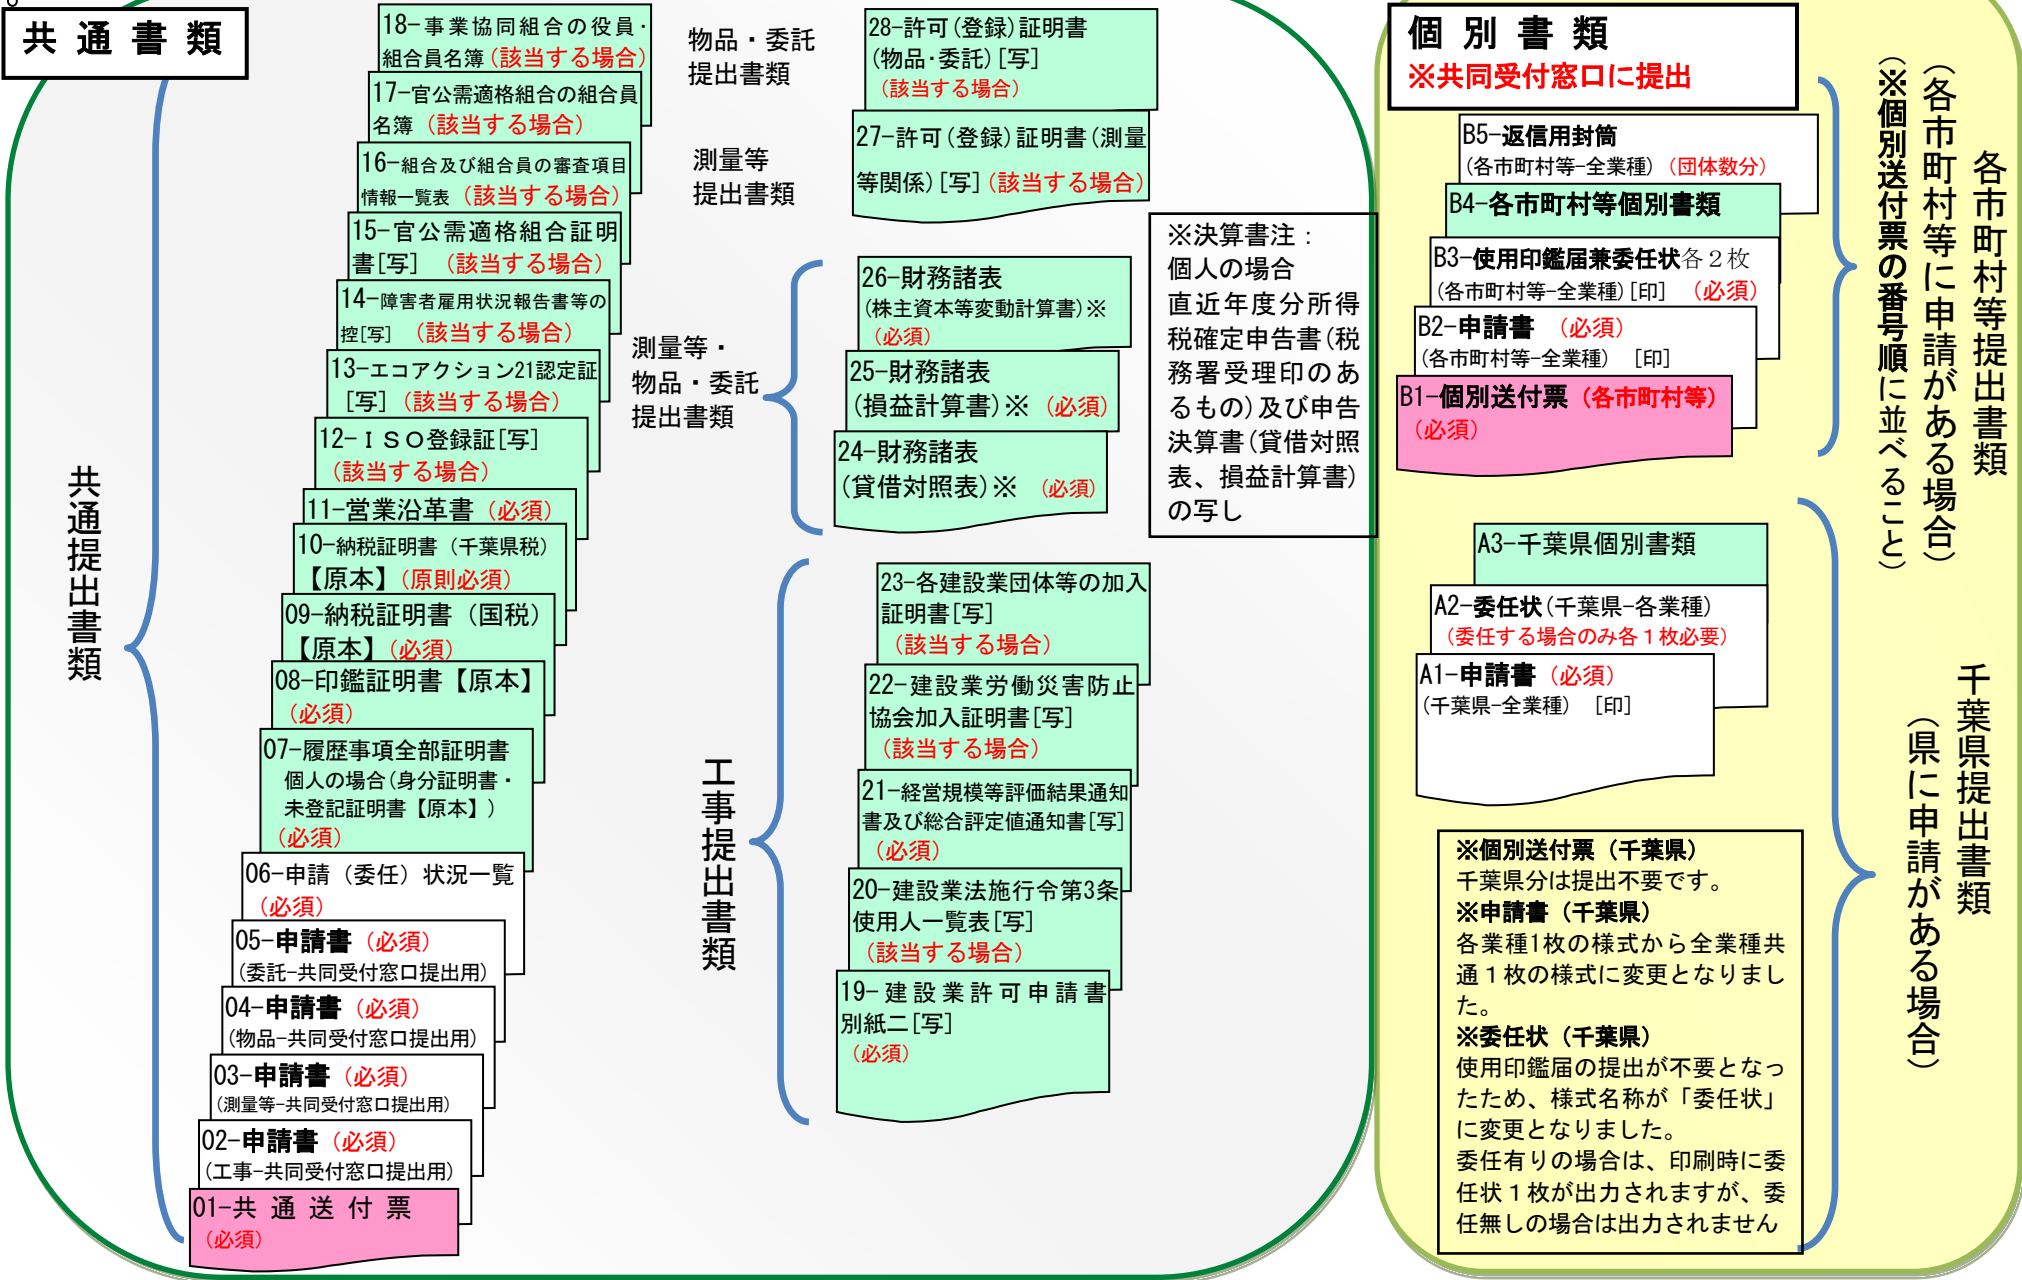 共通書類
18−事業協同組合の役員・
組合員名簿（該当する場合）
17−官公需適格組合の組合員
名簿（該当する場合）
16−組合及び組合員の審査項目
情報一覧表（該当する場合）
15−官公需適格組合証明
書[写]（該当する場合）
14−障害者雇用状況報告書等の
控[写]（該当する場合）
13−エコアクション21認定証
[写]（該当する場合）
12−ＩＳＯ登録証[写]
（該当する場合）
11−営業沿革書（必須）
10−納税証明書（千葉県税）
【原本】（原則必須）
09−納税証明書（国税）
【原本】（必須）
08−印鑑証明書【原本】
（必須）
07−履歴事項全部証明書
個人の場合(身分証明書・
未登記証明書【原本】)
（必須）
06−申請（委任）状況一覧
（必須）
05−申請書（必須）
(委託−共同受付窓口提出用)
04−申請書（必須）
(物品−共同受付窓口提出用)
03−申請書（必須）
(測量等−共同受付窓口提出用)
02−申請書（必須）
(工事−共同受付窓口提出用)
01−共通送付票
（必須）
共通提出書類
物品・委託
提出書類
28−許可(登録)証明書
(物品・委託)[写]
（該当する場合）
測量等
提出書類
27−許可(登録)証明書(測量
等関係)[写]（該当する場合）
測量等・
物品・委託
提出書類
26−財務諸表
(株主資本等変動計算書)※
（必須）
25−財務諸表
(損益計算書)※（必須）
24−財務諸表
(貸借対照表)※（必須）
※決算書注：
個人の場合
直近年度分所得
税確定申告書(税
務署受理印のあ
るもの)及び申告
決算書(貸借対照
表、損益計算書)
の写し
工事提出書類
23−各建設業団体等の加入
証明書[写]
（該当する場合）
22−建設業労働災害防止
協会加入証明書[写]
（該当する場合）
21−経営規模等評価結果通知
書及び総合評定値通知書[写]
（必須）
20−建設業法施行令第3条
使用人一覧表[写]
（該当する場合）
19−建設業許可申請書
別紙二[写]
（必須）
個別書類
※共同受付窓口に提出
B5−返信用封筒
(各市町村等−全業種)（団体数分）
B4−各市町村等個別書類
B3−使用印鑑届兼委任状各２枚
(各市町村等−全業種)[印]（必須）
B2−申請書（必須）
(各市町村等−全業種)［印］
B1−個別送付票（各市町村等）
（必須）
各市町村等提出書類
（各市町村等に申請がある場合）
（※個別送付票の番号順に並べること）
A3−千葉県個別書類
A2−委任状(千葉県−各業種)
（委任する場合のみ各１枚必要）
A1−申請書（必須）
(千葉県−全業種)［印］
千葉県提出書類
（県に申請がある場合）
※個別送付票（千葉県）
千葉県分は提出不要です。
※申請書（千葉県）
各業種1枚の様式から全業種共
通１枚の様式に変更となりまし
た。
※委任状（千葉県）
使用印鑑届の提出が不要となっ
たため、様式名称が「委任状」
に変更となりました。
委任有りの場合は、印刷時に委
任状１枚が出力されますが、委
任無しの場合は出力されません